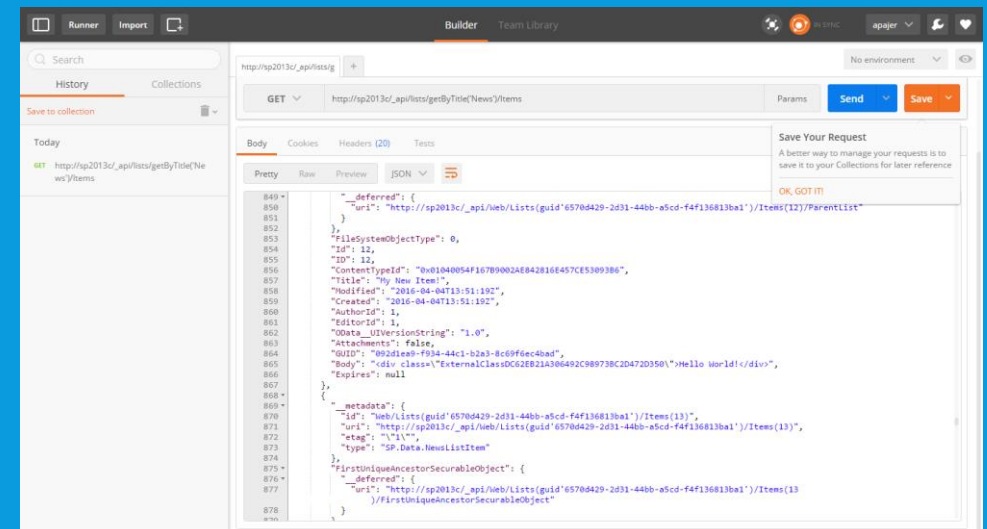 Runner Import Builder Team Library IN SYNC apajer
Search
History Collections
Save to collection
Today
GET http://sp2013c/_api/lists/getByTitle('Ne
ws')/Items
http://sp2013c/_api/lists/g + No environment
GET http://sp2013c/_api/lists/getByTitle('News')/Items Params Send Save
Save Your Request
A better way to manage your requests is to
save it to your Collections for later reference
OK, GOT IT!
Body Cookies Headers (20) Tests
Pretty Raw Preview JSON
849 "__deferred": {
850 "uri": "http://sp2013c/_api/Web/Lists(guid'6570d429-2d31-44bb-a5cd-f4f136813ba1')/Items(12)/ParentList"
851 }
852 },
853 "FileSystemObjectType": 0,
854 "Id": 12,
855 "ID": 12,
856 "ContentTypeId": "0x01040054F167B9002AE842816E457CE53093B6",
857 "Title": "My New Item!",
858 "Modified": "2016-04-04T13:51:19Z",
859 "Created": "2016-04-04T13:51:19Z",
860 "AuthorId": 1,
861 "EditorId": 1,
862 "OData__UIVersionString": "1.0",
863 "Attachments": false,
864 "GUID": "092d1ea9-f934-44c1-b2a3-8c69f6ec4bad",
865 "Body": "<div class=\"ExternalClassDC62EB21A306492C98973BC2D472D350\">Hello World!</div>",
866 "Expires": null
867 },
868 {
869 "__metadata": {
870 "id": "Web/Lists(guid'6570d429-2d31-44bb-a5cd-f4f136813ba1')/Items(13)",
871 "uri": "http://sp2013c/_api/Web/Lists(guid'6570d429-2d31-44bb-a5cd-f4f136813ba1')/Items(13)",
872 "etag": "\"1\"",
873 "type": "SP.Data.NewsListItem"
874 },
875 "FirstUniqueAncestorSecurableObject": {
876 "__deferred": {
877 "uri": "http://sp2013c/_api/Web/Lists(guid'6570d429-2d31-44bb-a5cd-f4f136813ba1')/Items(13
)/FirstUniqueAncestorSecurableObject"
878 }